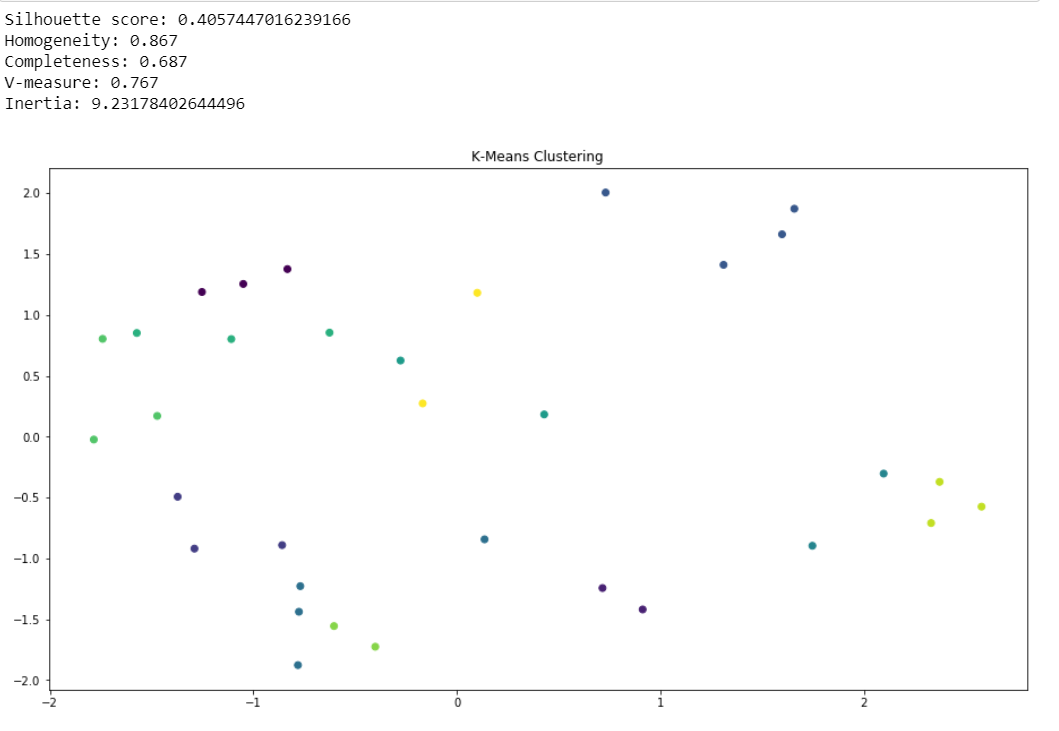 Silhouette score: 0.4057447016239166
Homogeneity: 0.867
Completeness: 0.687
V-measure: 0.767
Inertia: 9.23178402644496
K-Means Clustering
2.0
1.5
1.0
0.5
0.0
−0.5
−1.0
−1.5
−2.0
−2 −1 0 1 2